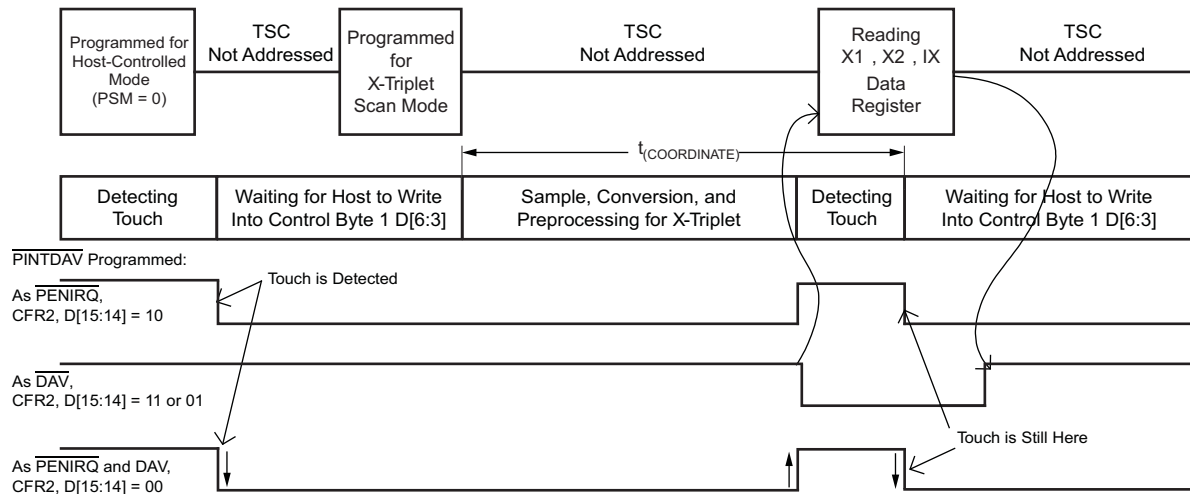 Programmed for
Host-Controlled
Mode
(PSM = 0)
TSC
Not Addressed
Programmed
for
X-Triplet
Scan Mode
TSC
Not Addressed
Reading
X1 , X2 , IX
Data
Register
TSC
Not Addressed
t(COORDINATE)
Detecting
Touch
Waiting for Host to Write
Into Control Byte 1 D[6:3]
Sample, Conversion, and
Preprocessing for X-Triplet
Detecting
Touch
Waiting for Host to Write
Into Control Byte 1 D[6:3]
PINTDAV Programmed:
Touch is Detected
As PENIRQ,
CFR2, D[15:14] = 10
As DAV,
CFR2, D[15:14] = 11 or 01
Touch is Still Here
As PENIRQ and DAV,
CFR2, D[15:14] = 00